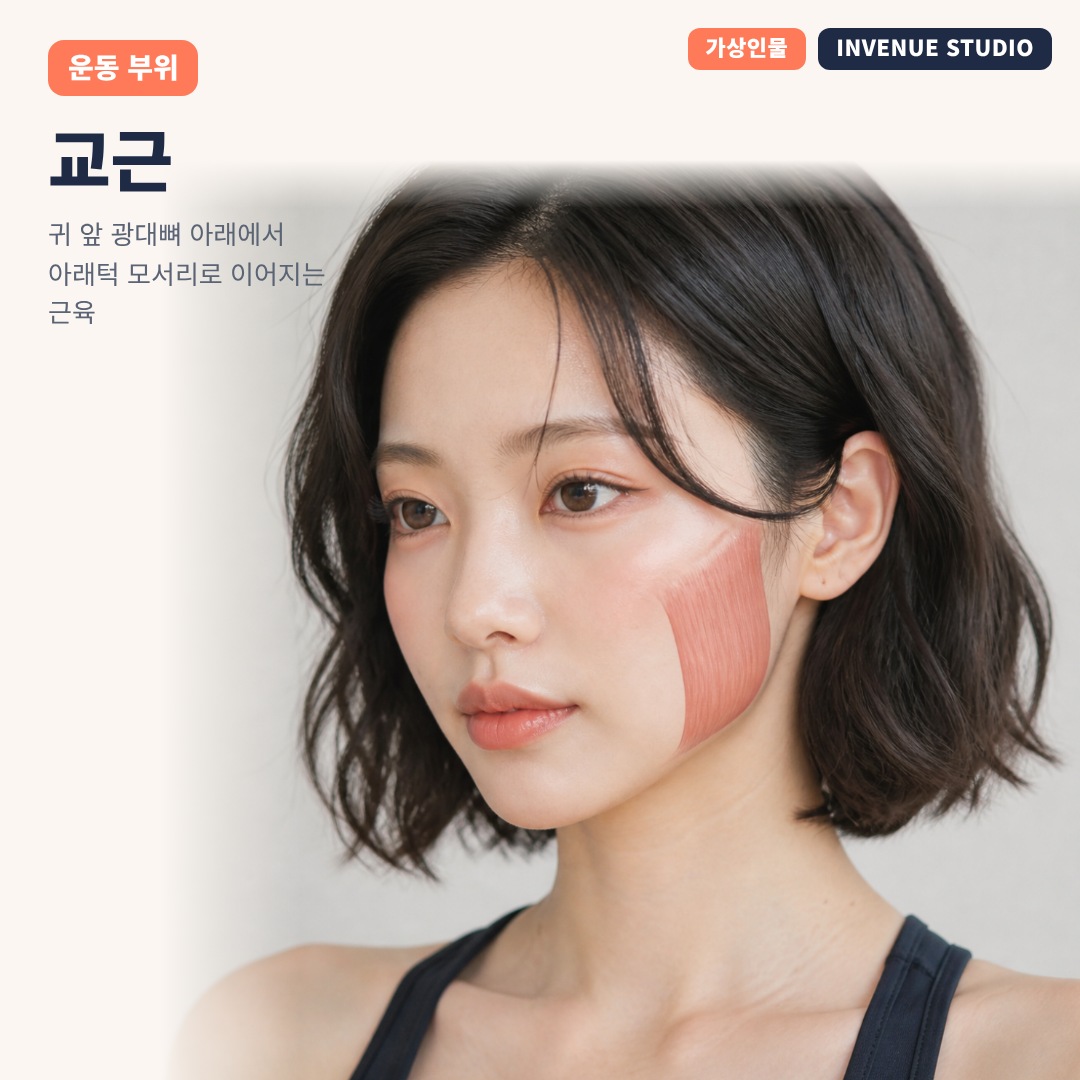 운동 부위
가상인물
INVENUE STUDIO
교근
귀 앞 광대뼈 아래에서
아래턱 모서리로 이어지는
근육